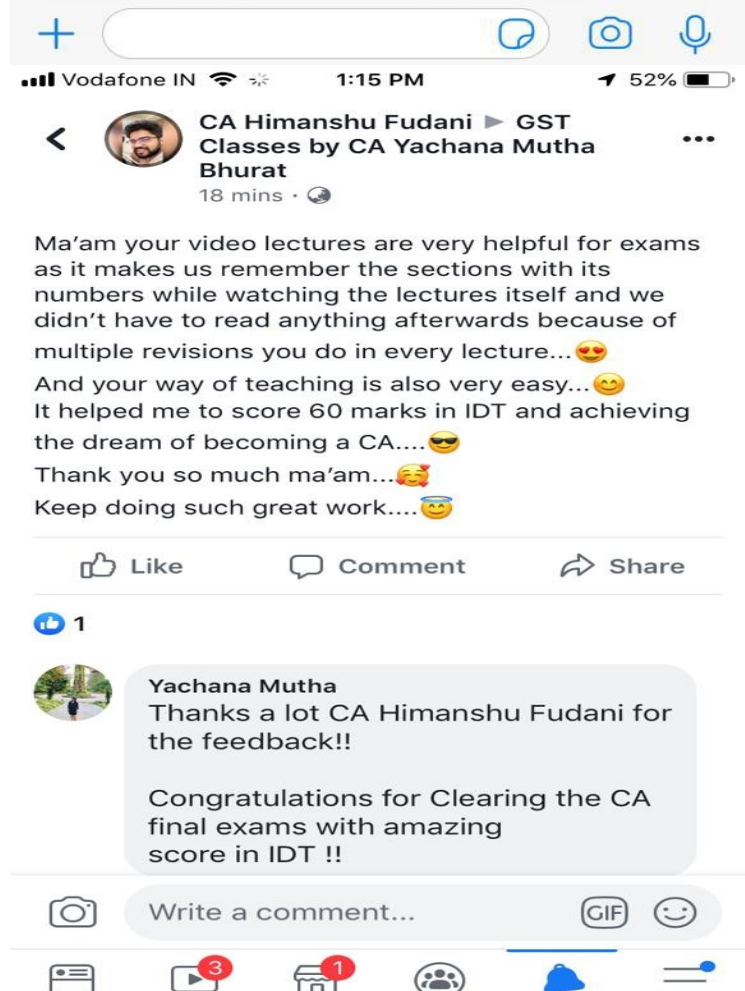 Vodafone IN 1:15 PM 52%
CA Himanshu Fudani ▶ GST
Classes by CA Yachana Mutha
Bhurat
18 mins ·
Ma'am your video lectures are very helpful for exams
as it makes us remember the sections with its
numbers while watching the lectures itself and we
didn't have to read anything afterwards because of
multiple revisions you do in every lecture...😍
And your way of teaching is also very easy...😊
It helped me to score 60 marks in IDT and achieving
the dream of becoming a CA....😎
Thank you so much ma'am...🥰
Keep doing such great work....😇
Like Comment Share
1
Yachana Mutha
Thanks a lot CA Himanshu Fudani for
the feedback!!
Congratulations for Clearing the CA
final exams with amazing
score in IDT !!
Write a comment... GIF
3 1